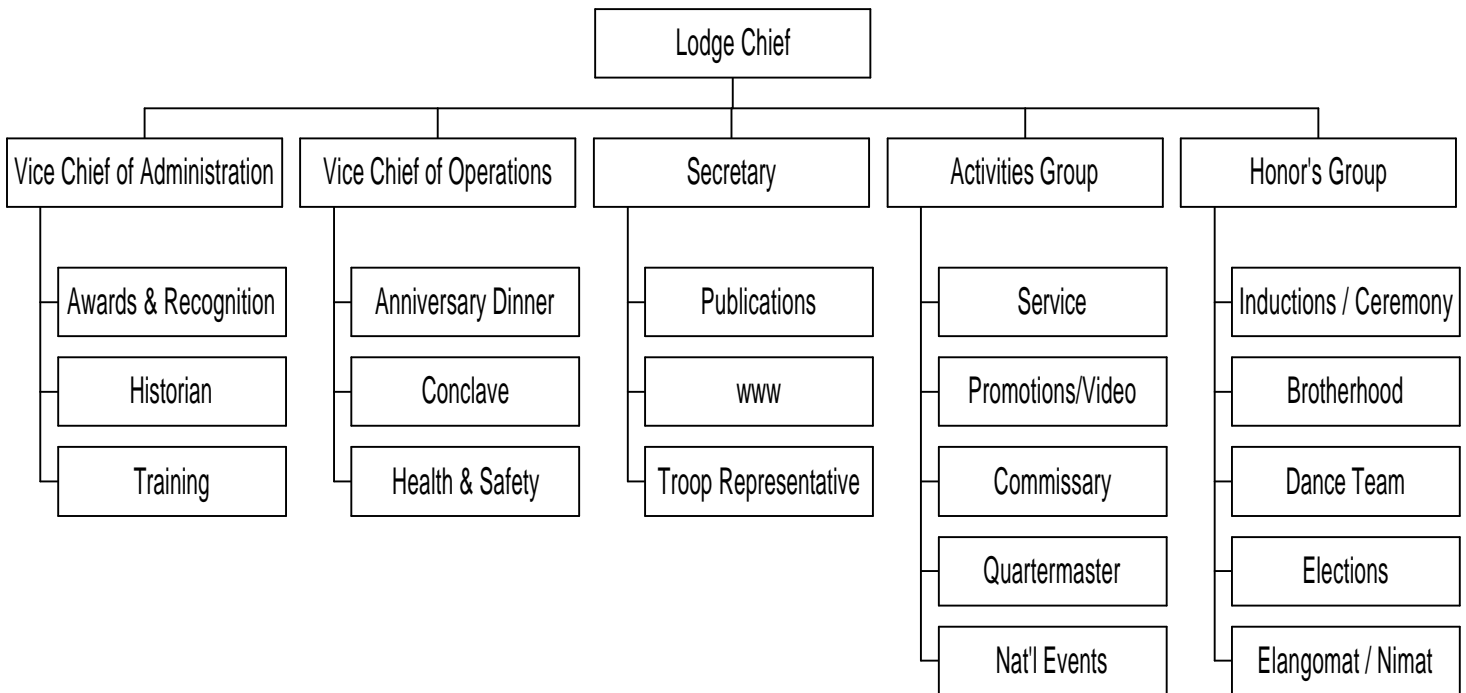 Lodge Chief
Vice Chief of Administration
Vice Chief of Operations
Secretary
Activities Group
Honor's Group
Awards & Recognition
Anniversary Dinner
Publications
Service
Inductions / Ceremony
Historian
Conclave
www
Promotions/Video
Brotherhood
Training
Health & Safety
Troop Representative
Commissary
Dance Team
Quartermaster
Elections
Nat'l Events
Elangomat / Nimat